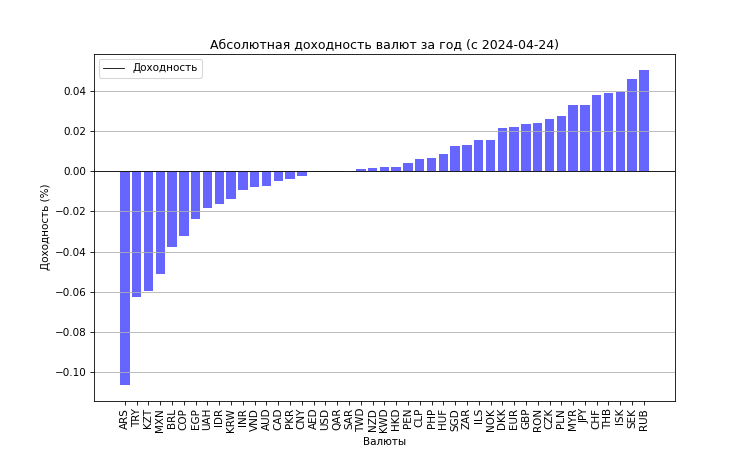 Абсолютная доходность валют за год (с 2024-04-24)
Доходность
0.04
0.02
0.00
−0.02
−0.04
−0.06
−0.08
−0.10
Доходность (%)
ARS TRY KZT MXN BRL COP EGP UAH IDR KRW INR VND AUD CAD PKR CNY AED USD QAR SAR TWD NZD KWD HKD PEN CLP PHP HUF SGD ZAR ILS NOK DKK EUR GBP RON CZK PLN MYR JPY CHF THB ISK SEK RUB
Валюты